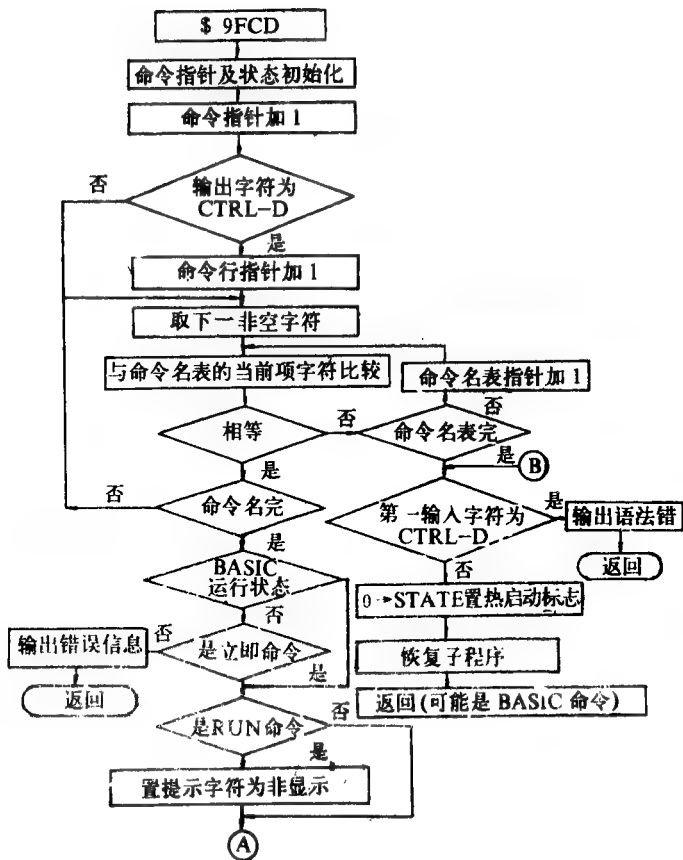 $ 9FCD
命令指针及状态初始化
命令指针加1
否
输出字符为
CTRL-D
是
命令行指针加1
取下一非空字符
与命令名表的当前项字符比较
命令名表指针加1
否
相等
否
命令名表完
是
B
是
否
命令名完
第一输入字符为
CTRL-D
是
输出语法错
返回
是
BASIC
运行状态
否
0→STATE置热启动标志
否
输出错误信息
否
是立即命令
是
恢复子程序
返回
返回(可能是 BASIC 命令)
是RUN命令
否
是
置提示字符为非显示
A